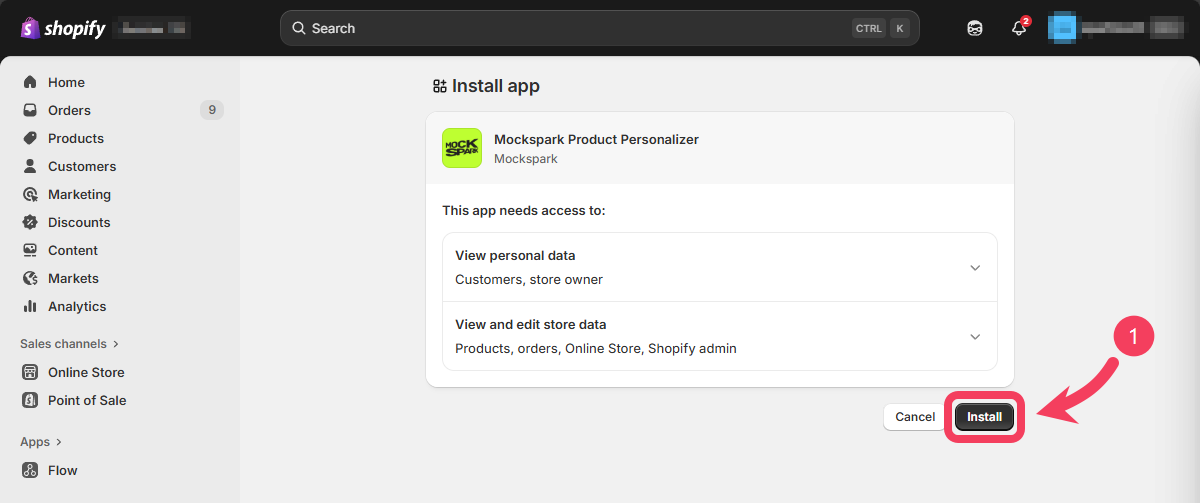 shopify
Search
CTRL K
2
Home
Orders 9
Products
Customers
Marketing
Discounts
Content
Markets
Analytics
Sales channels
Online Store
Point of Sale
Apps
Flow
Install app
MOCK
SPARK
Mockspark Product Personalizer
Mockspark
This app needs access to:
View personal data
Customers, store owner
View and edit store data
Products, orders, Online Store, Shopify admin
1
Cancel
Install